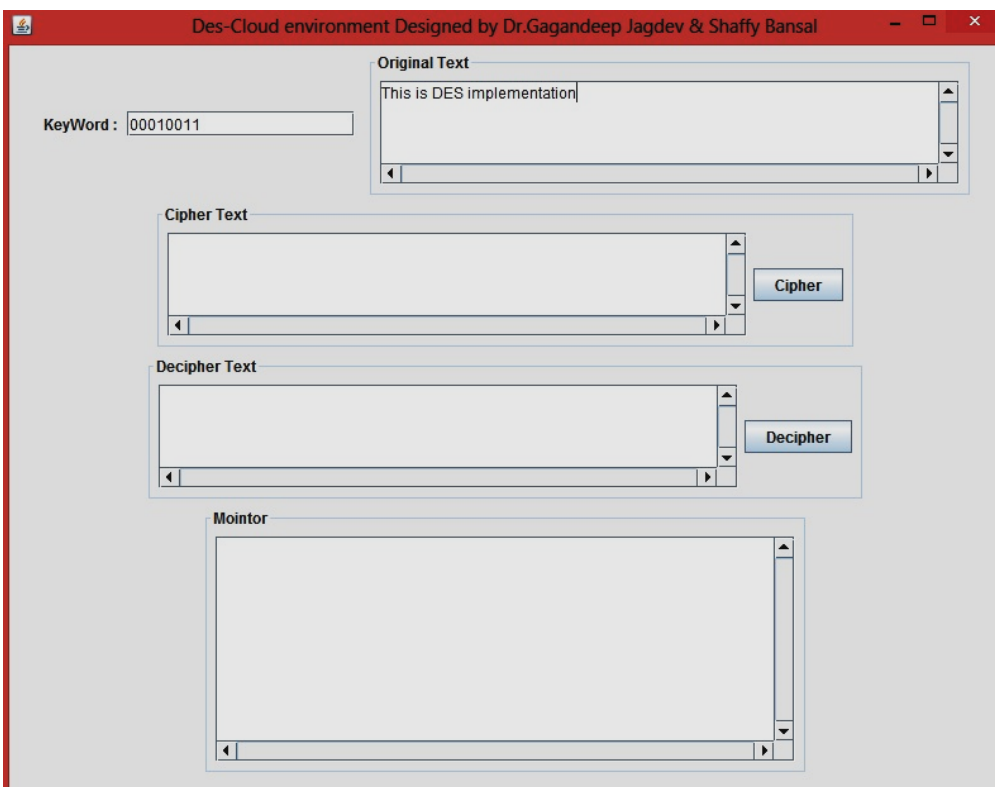 Des-Cloud environment Designed by Dr.Gagandeep Jagdev & Shaffy Bansal
Original Text
This is DES implementation
KeyWord : 00010011
Cipher Text
Cipher
Decipher Text
Decipher
Mointor